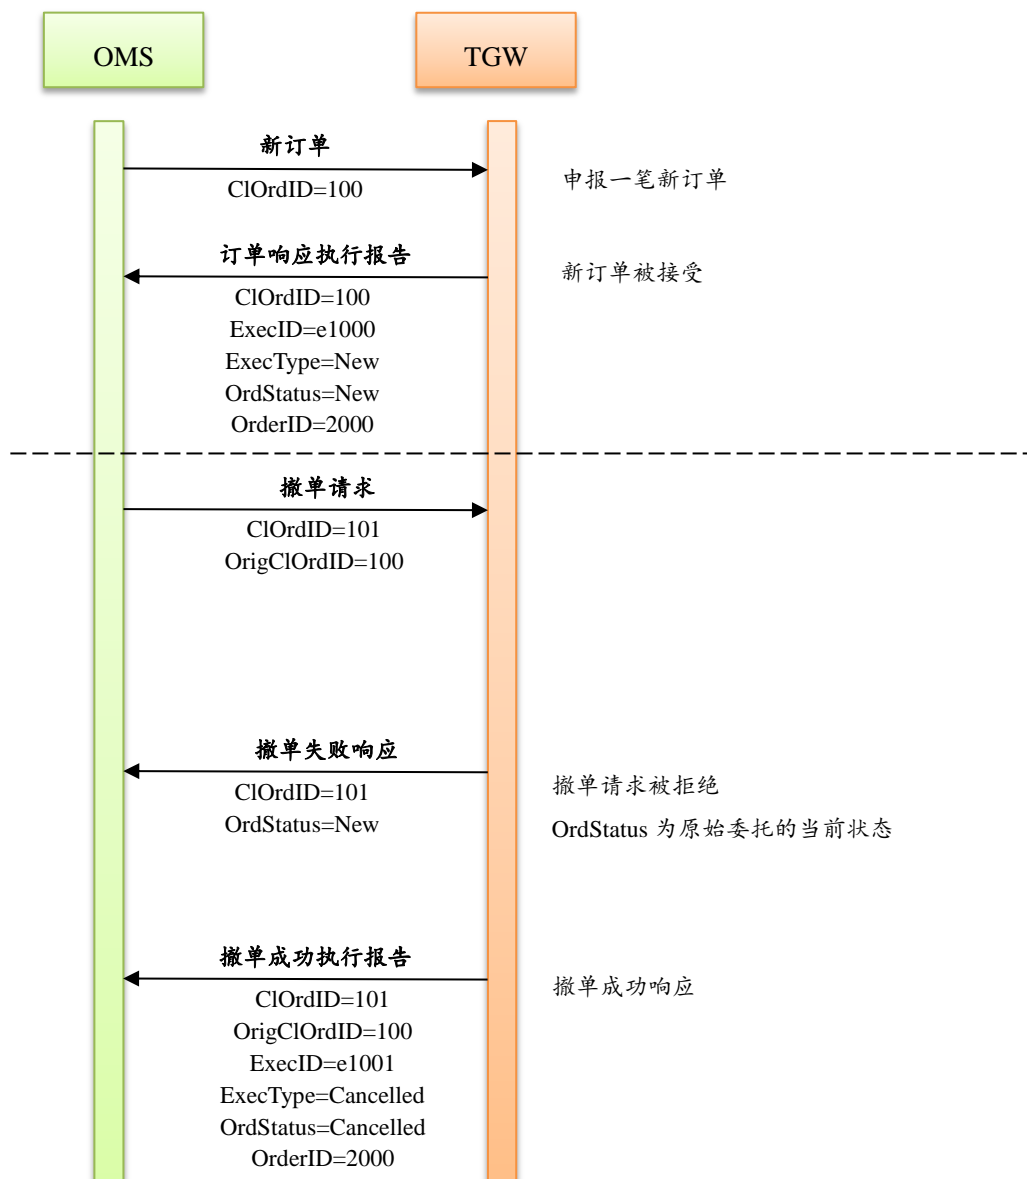 OMS
TGW
新订单
ClOrdID=100
申报一笔新订单
订单响应执行报告
新订单被接受
ClOrdID=100
ExecID=e1000
ExecType=New
OrdStatus=New
OrderID=2000
撤单请求
ClOrdID=101
OrigClOrdID=100
撤单失败响应
撤单请求被拒绝
ClOrdID=101
OrdStatus=New
OrdStatus 为原始委托的当前状态
撤单成功执行报告
撤单成功响应
ClOrdID=101
OrigClOrdID=100
ExecID=e1001
ExecType=Cancelled
OrdStatus=Cancelled
OrderID=2000